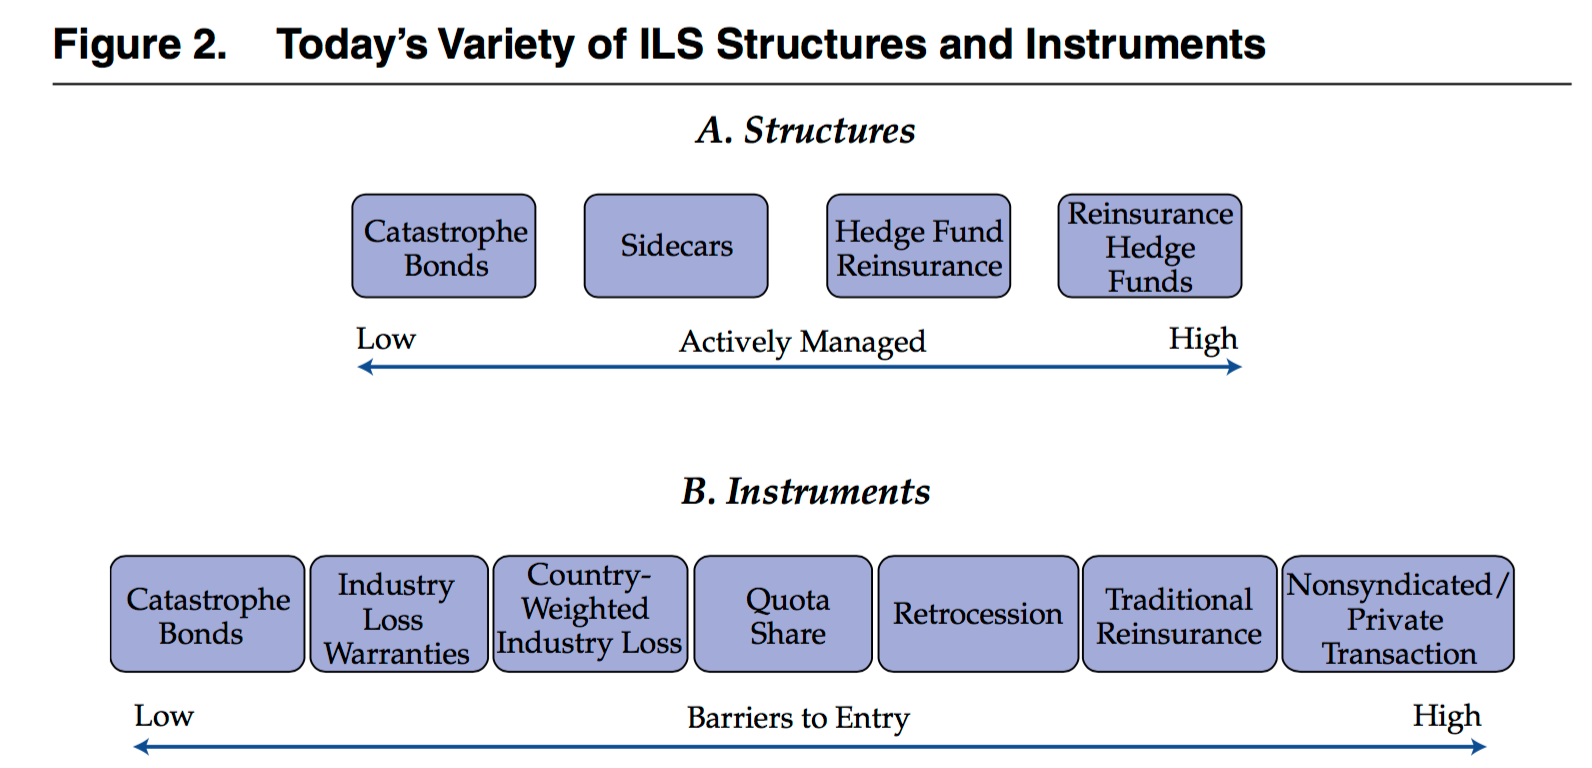 Figure 2. Today's Variety of ILS Structures and Instruments
A. Structures
Catastrophe
Bonds
Sidecars
Hedge Fund
Reinsurance
Reinsurance
Hedge
Funds
Low
Actively Managed
High
B. Instruments
Catastrophe
Bonds
Industry
Loss
Warranties
Country-
Weighted
Industry Loss
Quota
Share
Retrocession
Traditional
Reinsurance
Nonsyndicated/
Private
Transaction
Low
Barriers to Entry
High